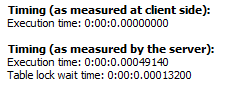 Timing (as measured at client side):
Execution time: 0:00:0.00000000
Timing (as measured by the server):
Execution time: 0:00:0.00049140
Table lock wait time: 0:00:0.00013200